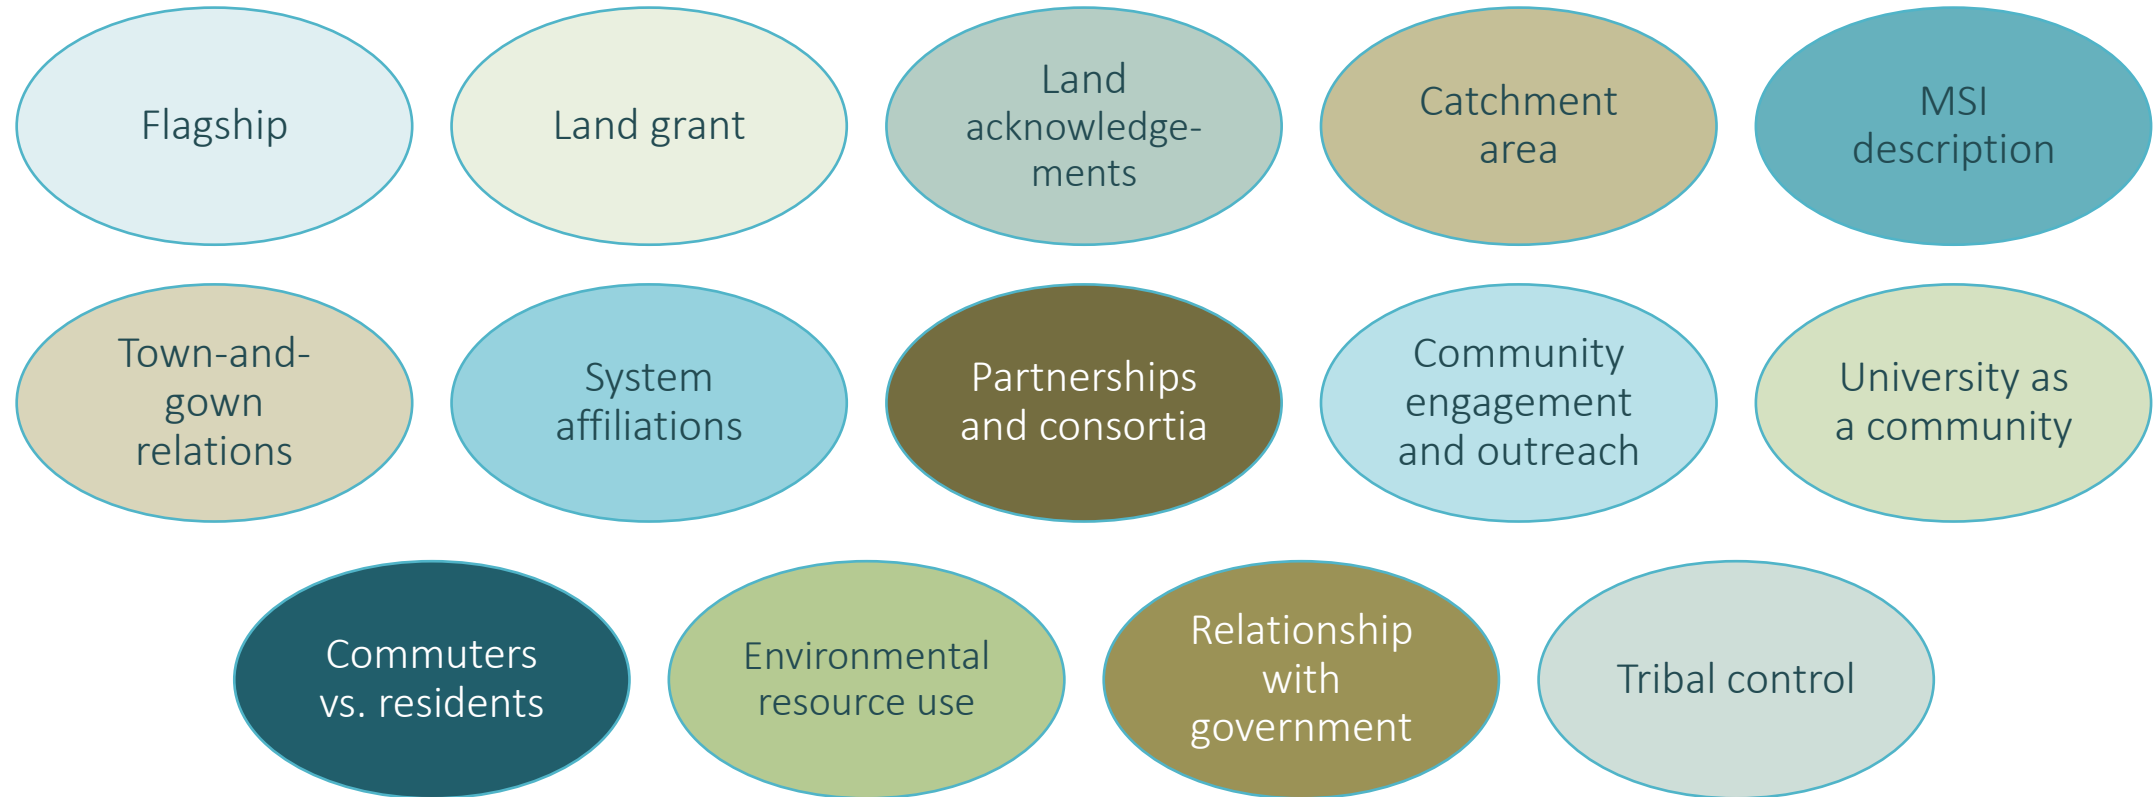 Flagship
Land grant
Land
acknowledge-
ments
Catchment
area
MSI
description
Town-and-
gown
relations
System
affiliations
Partnerships
and consortia
Community
engagement
and outreach
University as
a community
Commuters
vs. residents
Environmental
resource use
Relationship
with
government
Tribal control